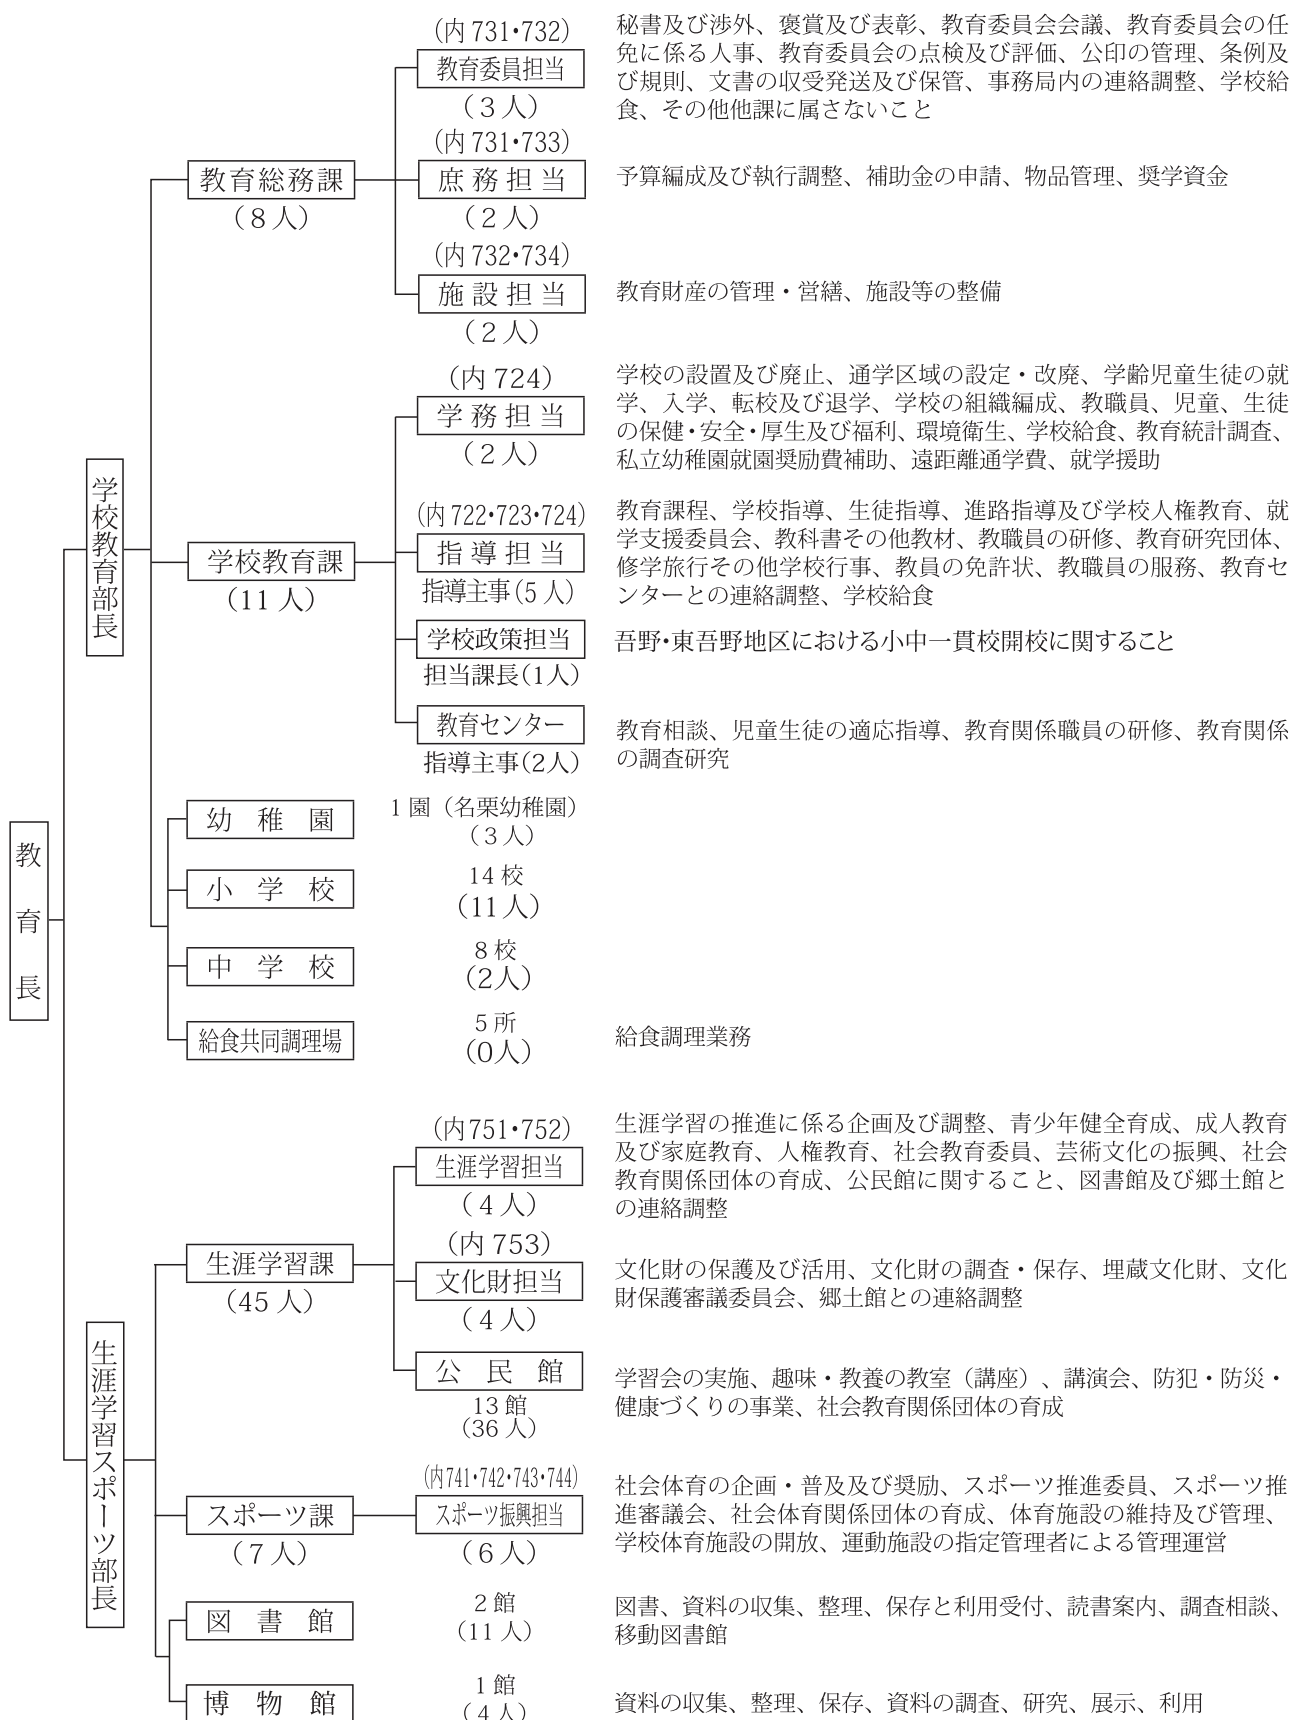 教育長
学校教育部長
教育総務課
（8人）
（内 731・732）
教育委員担当
（3人）
秘書及び渉外、褒賞及び表彰、教育委員会会議、教育委員会の任
免に係る人事、教育委員会の点検及び評価、公印の管理、条例及
び規則、文書の収受発送及び保管、事務局内の連絡調整、学校給
食、その他他課に属さないこと
（内 731・733）
庶務担当
（2人）
予算編成及び執行調整、補助金の申請、物品管理、奨学資金
（内 732・734）
施設担当
（2人）
教育財産の管理・営繕、施設等の整備
学校教育課
（11人）
（内 724）
学務担当
（2人）
学校の設置及び廃止、通学区域の設定・改廃、学齢児童生徒の就
学、入学、転校及び退学、学校の組織編成、教職員、児童、生徒
の保健・安全・厚生及び福利、環境衛生、学校給食、教育統計調査、
私立幼稚園就園奨励費補助、遠距離通学費、就学援助
（内 722・723・724）
指導担当
指導主事（5人）
教育課程、学校指導、生徒指導、進路指導及び学校人権教育、就
学支援委員会、教科書その他教材、教職員の研修、教育研究団体、
修学旅行その他学校行事、教員の免許状、教職員の服務、教育セ
ンターとの連絡調整、学校給食
学校政策担当
担当課長（1人）
吾野・東吾野地区における小中一貫校開校に関すること
教育センター
指導主事（2人）
教育相談、児童生徒の適応指導、教育関係職員の研修、教育関係
の調査研究
幼稚園
1園（名栗幼稚園）
（3人）
小学校
14校
（11人）
中学校
8校
（2人）
給食共同調理場
5所
（0人）
給食調理業務
生涯学習スポーツ部長
生涯学習課
（45人）
（内751・752）
生涯学習担当
（4人）
生涯学習の推進に係る企画及び調整、青少年健全育成、成人教育
及び家庭教育、人権教育、社会教育委員、芸術文化の振興、社会
教育関係団体の育成、公民館に関すること、図書館及び郷土館と
の連絡調整
（内 753）
文化財担当
（4人）
文化財の保護及び活用、文化財の調査・保存、埋蔵文化財、文化
財保護審議委員会、郷土館との連絡調整
公民館
13館
（36人）
学習会の実施、趣味・教養の教室（講座）、講演会、防犯・防災・
健康づくりの事業、社会教育関係団体の育成
スポーツ課
（7人）
（内741・742・743・744）
スポーツ振興担当
（6人）
社会体育の企画・普及及び奨励、スポーツ推進委員、スポーツ推
進審議会、社会体育関係団体の育成、体育施設の維持及び管理、
学校体育施設の開放、運動施設の指定管理者による管理運営
図書館
2館
（11人）
図書、資料の収集、整理、保存と利用受付、読書案内、調査相談、
移動図書館
博物館
1館
（4人）
資料の収集、整理、保存、資料の調査、研究、展示、利用